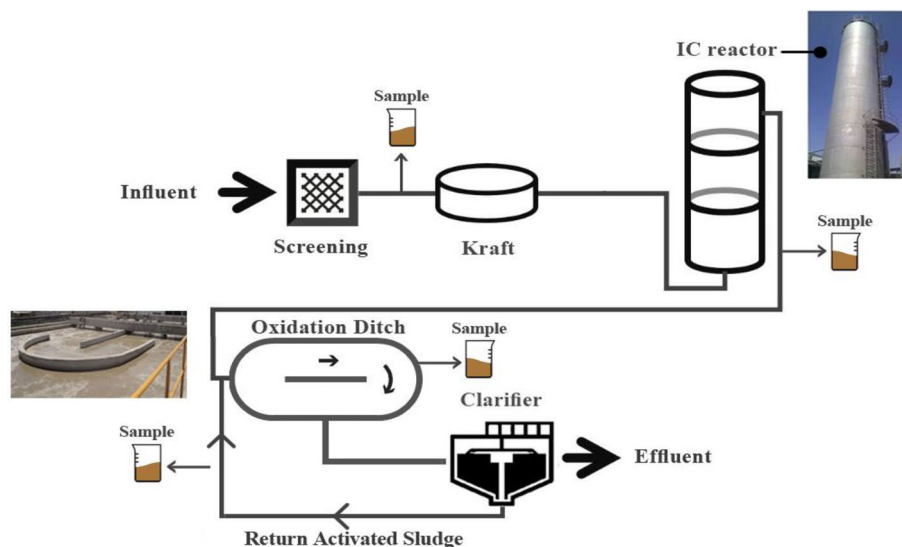 IC reactor
Sample
Influent
Screening
Kraft
Sample
Oxidation Ditch
Sample
Clarifier
Sample
Effluent
Return Activated Sludge